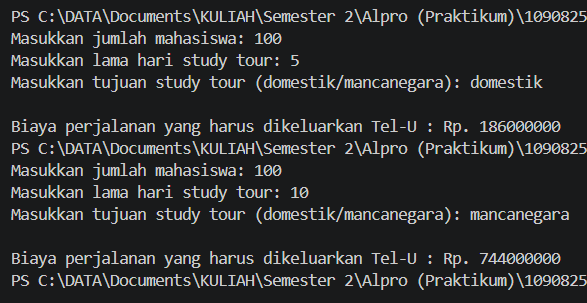 PS C:\DATA\Documents\KULIAH\Semester 2\Alpro (Praktikum)\1090825
Masukkan jumlah mahasiswa: 100
Masukkan lama hari study tour: 5
Masukkan tujuan study tour (domestik/mancanegara): domestik
Biaya perjalanan yang harus dikeluarkan Tel-U : Rp. 186000000
PS C:\DATA\Documents\KULIAH\Semester 2\Alpro (Praktikum)\1090825
Masukkan jumlah mahasiswa: 100
Masukkan lama hari study tour: 10
Masukkan tujuan study tour (domestik/mancanegara): mancanegara
Biaya perjalanan yang harus dikeluarkan Tel-U : Rp. 744000000
PS C:\DATA\Documents\KULIAH\Semester 2\Alpro (Praktikum)\1090825